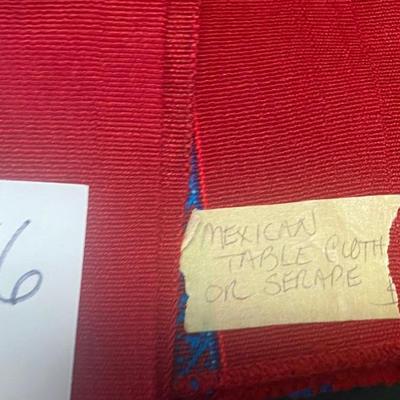 MEXICAN
TABLE CLOTH
OR SERAPE $
6